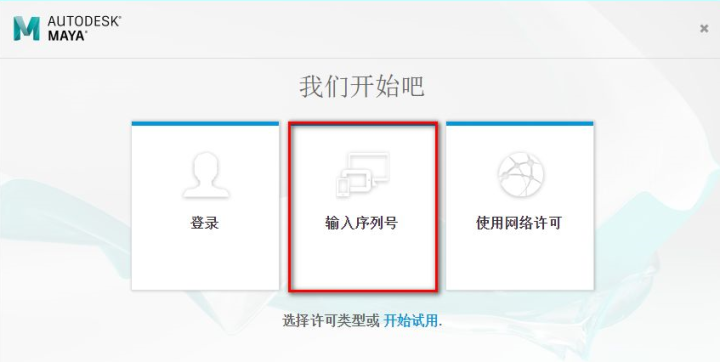 AUTODESK®
MAYA®
我们开始吧
登录
输入序列号
使用网络许可
选择许可类型或 开始试用.